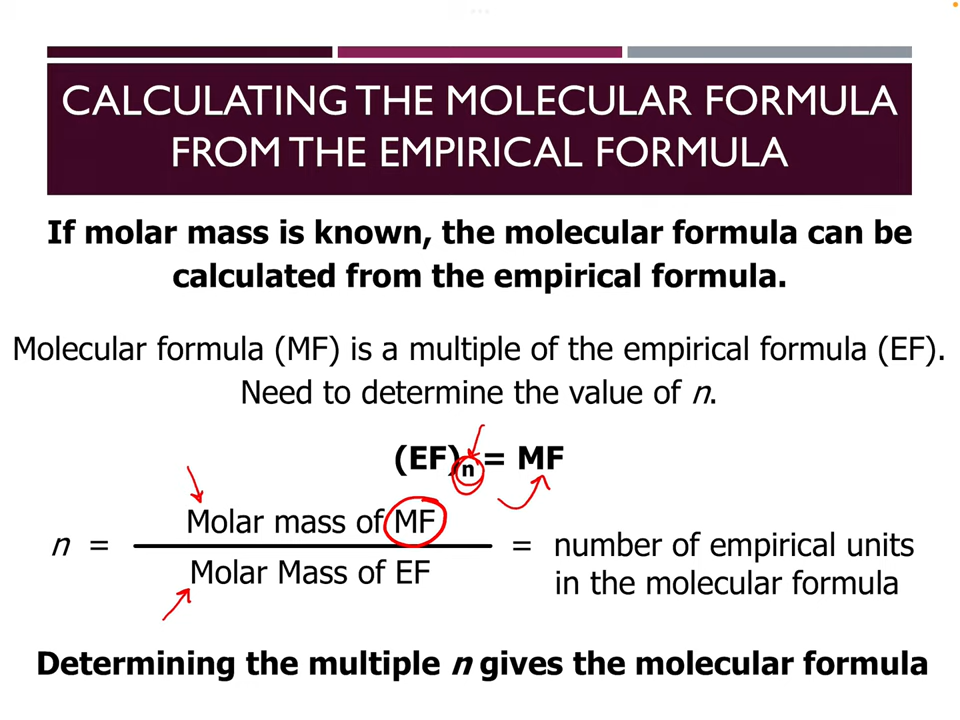 CALCULATING THE MOLECULAR FORMULA
FROM THE EMPIRICAL FORMULA
If molar mass is known, the molecular formula can be
calculated from the empirical formula.
Molecular formula (MF) is a multiple of the empirical formula (EF).
Need to determine the value of n.
(EF)n = MF
n = Molar mass of MF / Molar Mass of EF = number of empirical units
in the molecular formula
Determining the multiple n gives the molecular formula